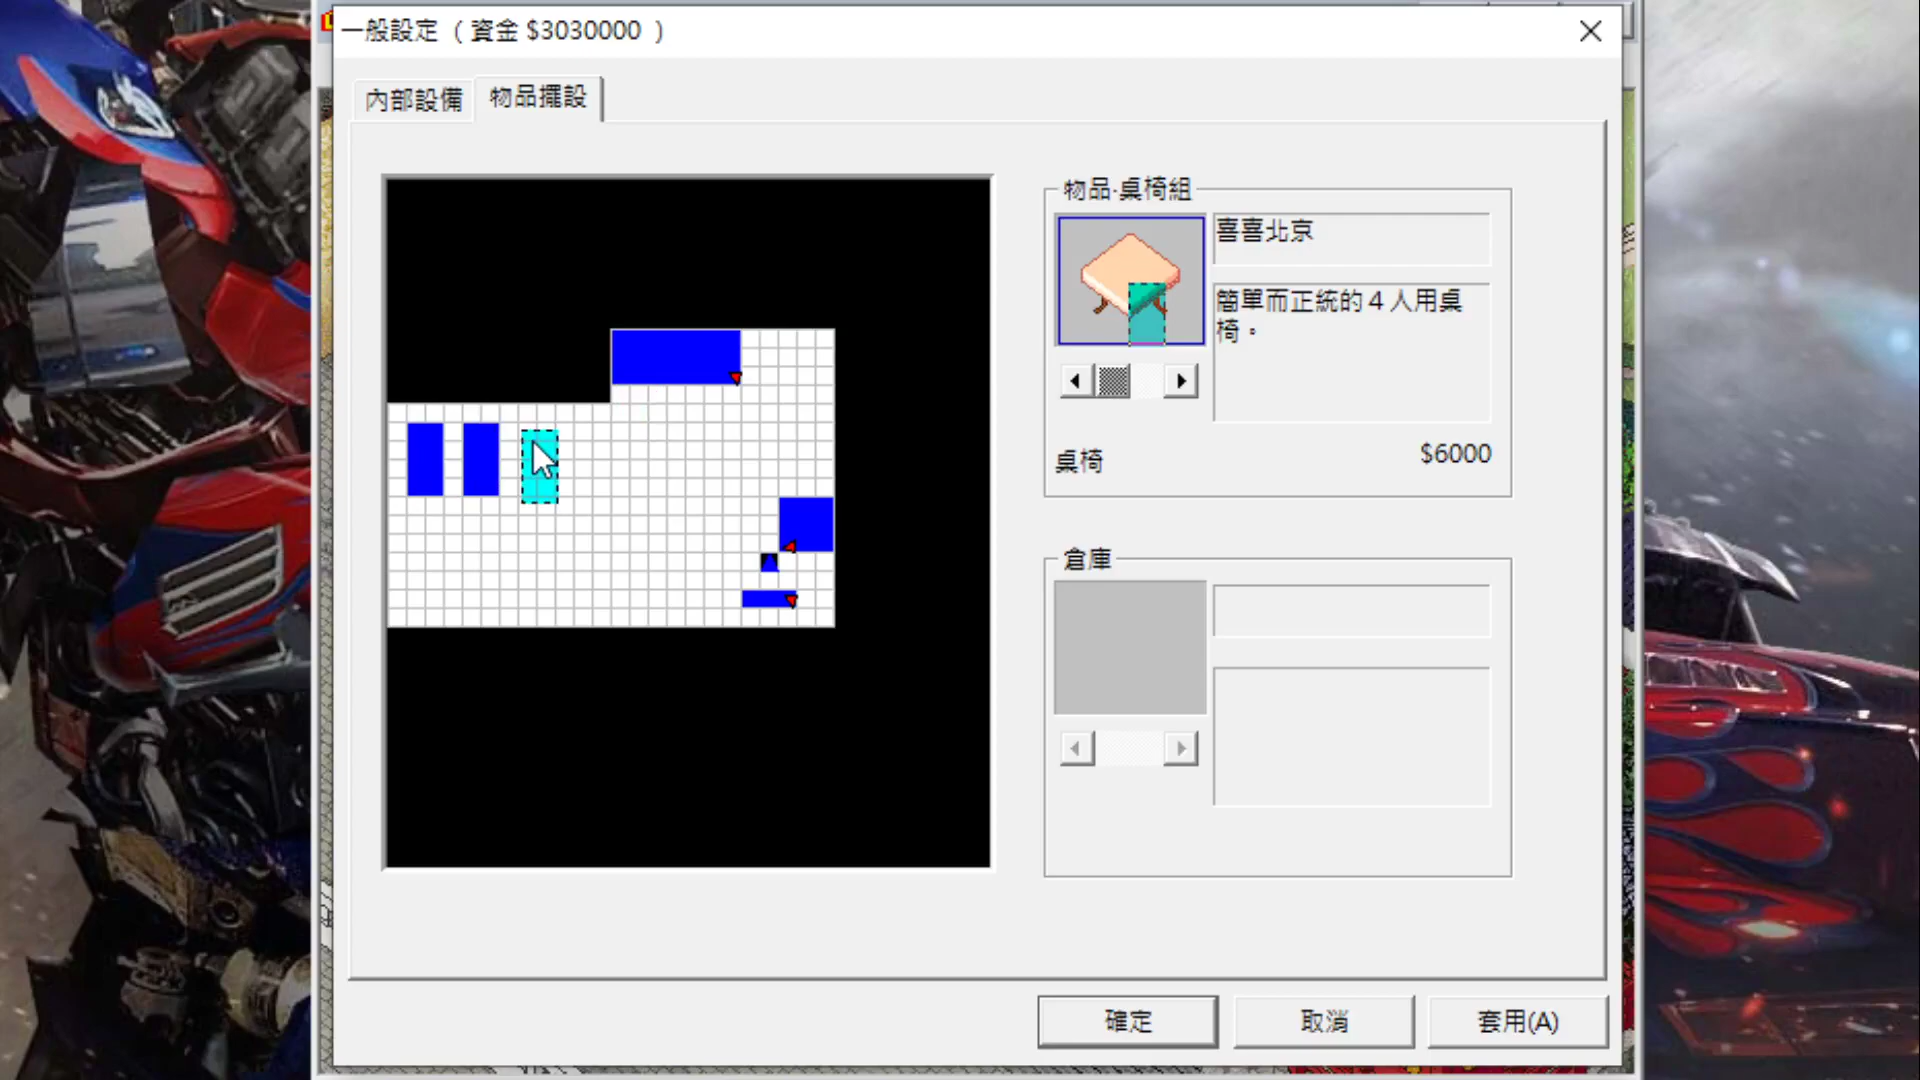 一般設定 ( 資金 $3030000 )
內部設備
物品擺設
物品·桌椅組
喜喜北京
簡單而正統的４人用桌
椅。
桌椅
$6000
倉庫
確定
取消
套用(A)